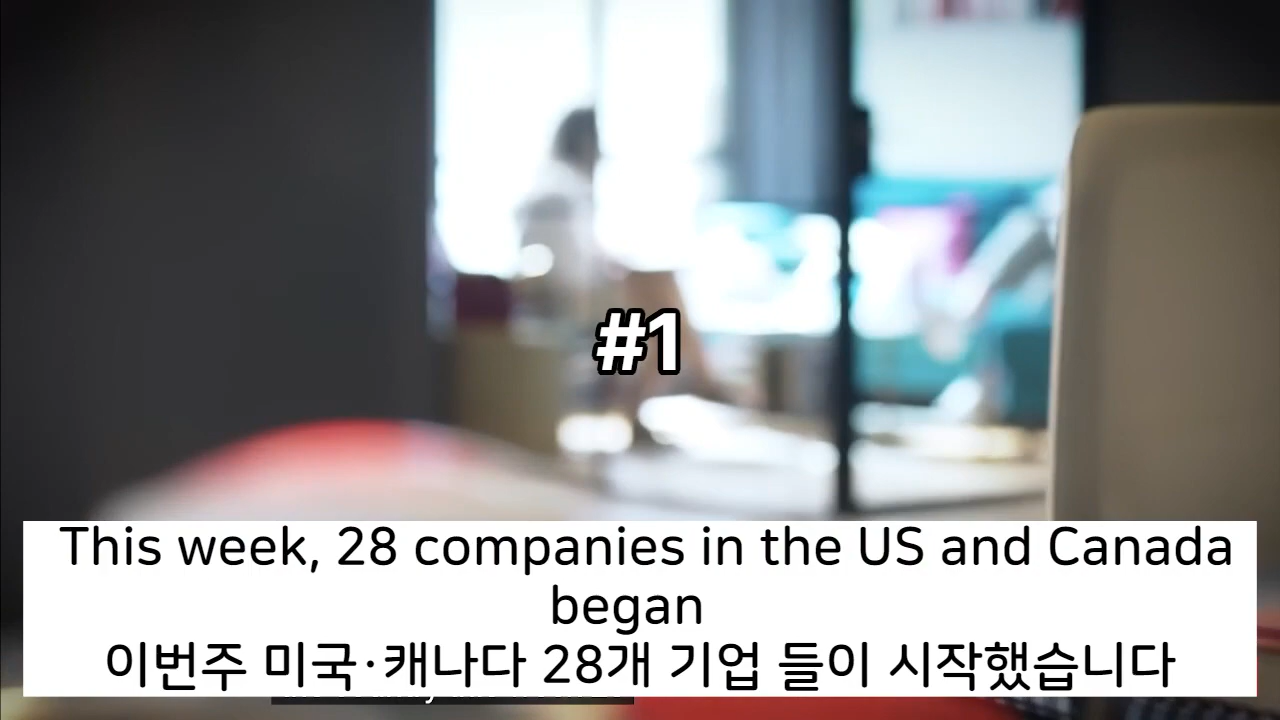 #1
This week, 28 companies in the US and Canada
began
이번주 미국·캐나다 28개 기업 들이 시작했습니다